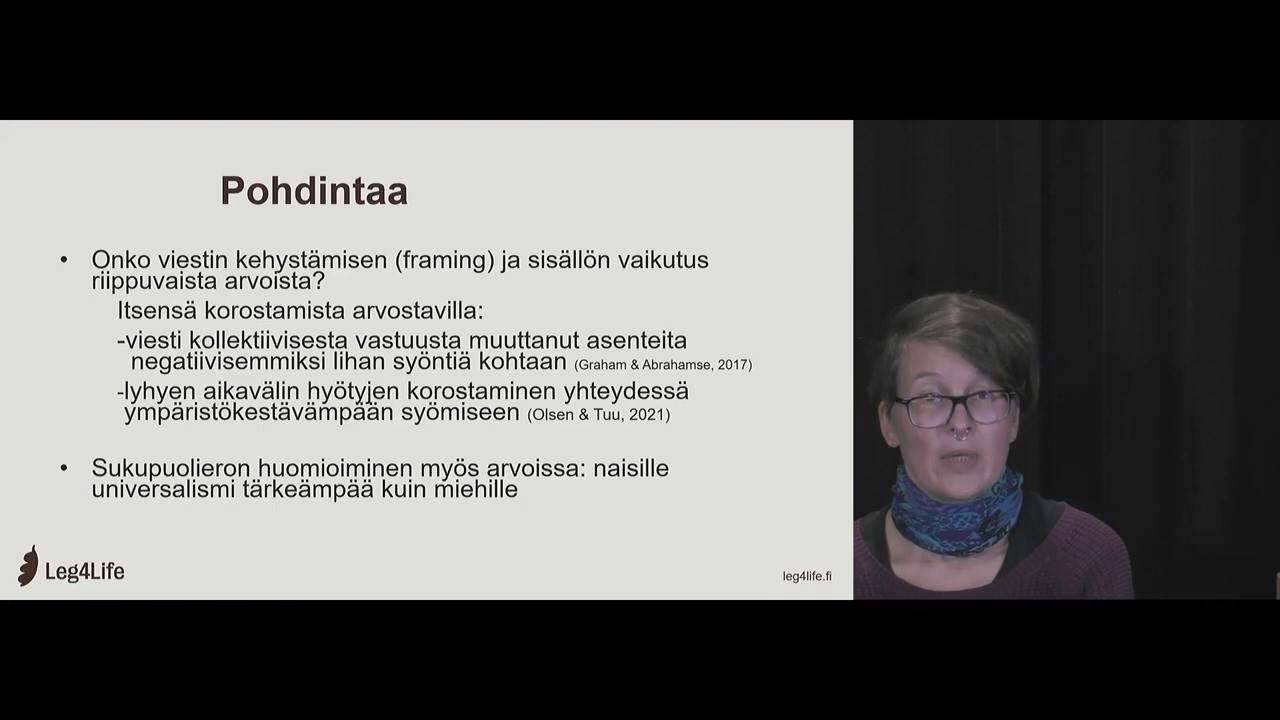 Pohdintaa
• Onko viestin kehystämisen (framing) ja sisällön vaikutus
riippuvaista arvoista?
Itsensä korostamista arvostavilla:
-viesti kollektiivisesta vastuusta muuttanut asenteita
negatiivisemmiksi lihan syöntiä kohtaan (Graham & Abrahamse, 2017)
-lyhyen aikavälin hyötyjen korostaminen yhteydessä
ympäristökestävämpään syömiseen (Olsen & Tuu, 2021)
• Sukupuolieron huomioiminen myös arvoissa: naisille
universalismi tärkeämpää kuin miehille
Leg4Life
leg4life.fi